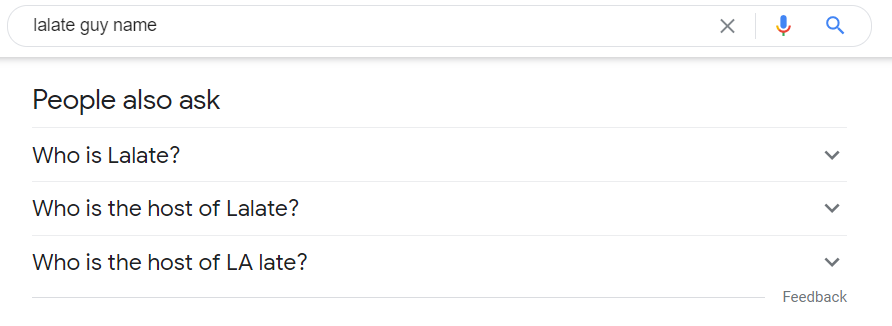 lalate guy name
People also ask
Who is Lalate?
Who is the host of Lalate?
Who is the host of LA late?
Feedback